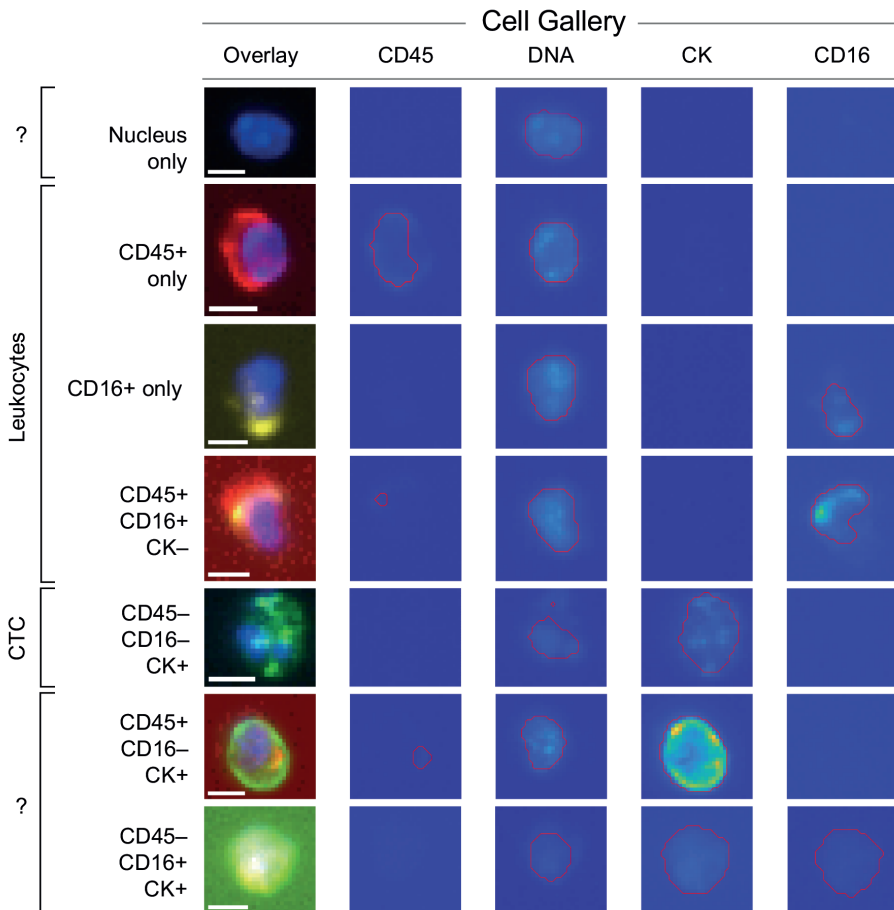 Cell Gallery
Overlay CD45 DNA CK CD16
?
Nucleus
only
Leukocytes
CD45+
only
CD16+ only
CD45+
CD16+
CK–
CTC
CD45–
CD16–
CK+
?
CD45+
CD16–
CK+
CD45–
CD16+
CK+